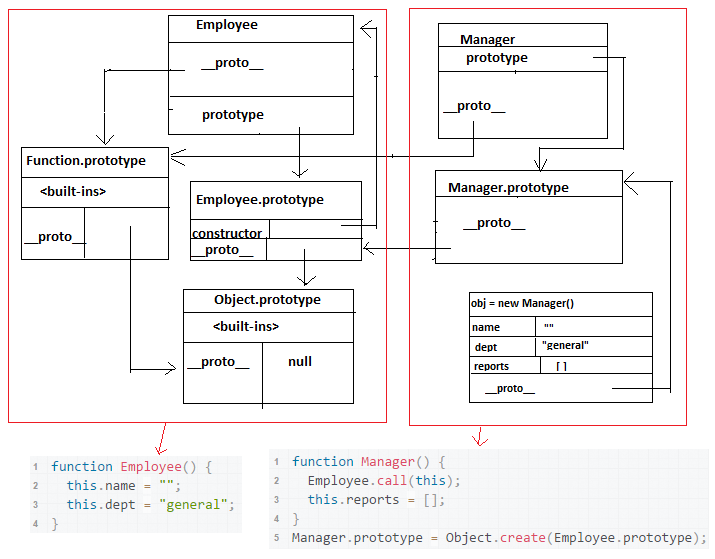 Employee
__proto__
prototype
Function.prototype
<built-ins>
__proto__
Employee.prototype
constructor
__proto__
Object.prototype
<built-ins>
__proto__ null
Manager
prototype
__proto__
Manager.prototype
__proto__
obj = new Manager()
name ""
dept "general"
reports [ ]
__proto__
1 function Employee() {
2 this.name = "";
3 this.dept = "general";
4 }
1 function Manager() {
2 Employee.call(this);
3 this.reports = [];
4 }
5 Manager.prototype = Object.create(Employee.prototype);